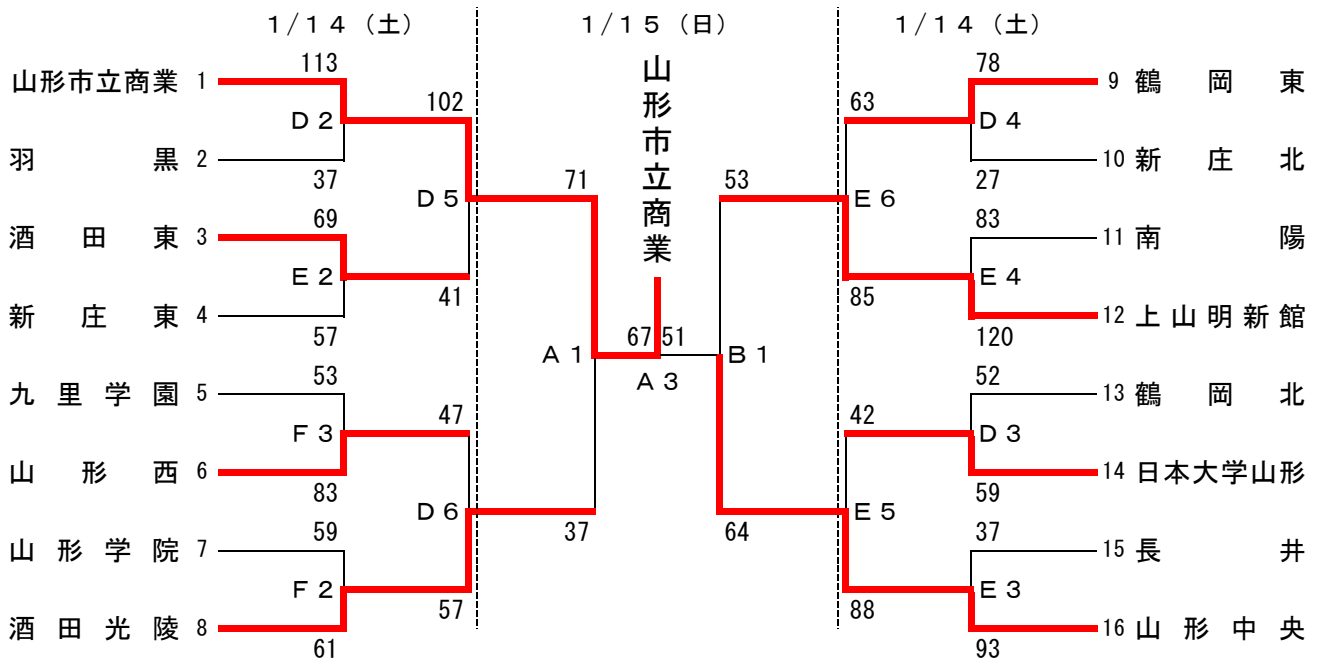 1/14（土） 1/15（日） 1/14（土）
113 78
山形市立商業 1 9 鶴岡東
102 63
D2 D4
羽黒 2 10 新庄北
37 27
山形市立商業
71 53
D5 E6
69 83
酒田東 3 11 南陽
E2 E4
41 85
新庄東 4 12 上山明新館
57 120
67 51
A1 B1
A3
53 52
九里学園 5 13 鶴岡北
47 42
F3 D3
山形西 6 14 日本大学山形
83 59
D6 E5
37 64
59 37
山形学院 7 15 長井
F2 E3
57 88
酒田光陵 8 16 山形中央
61 93